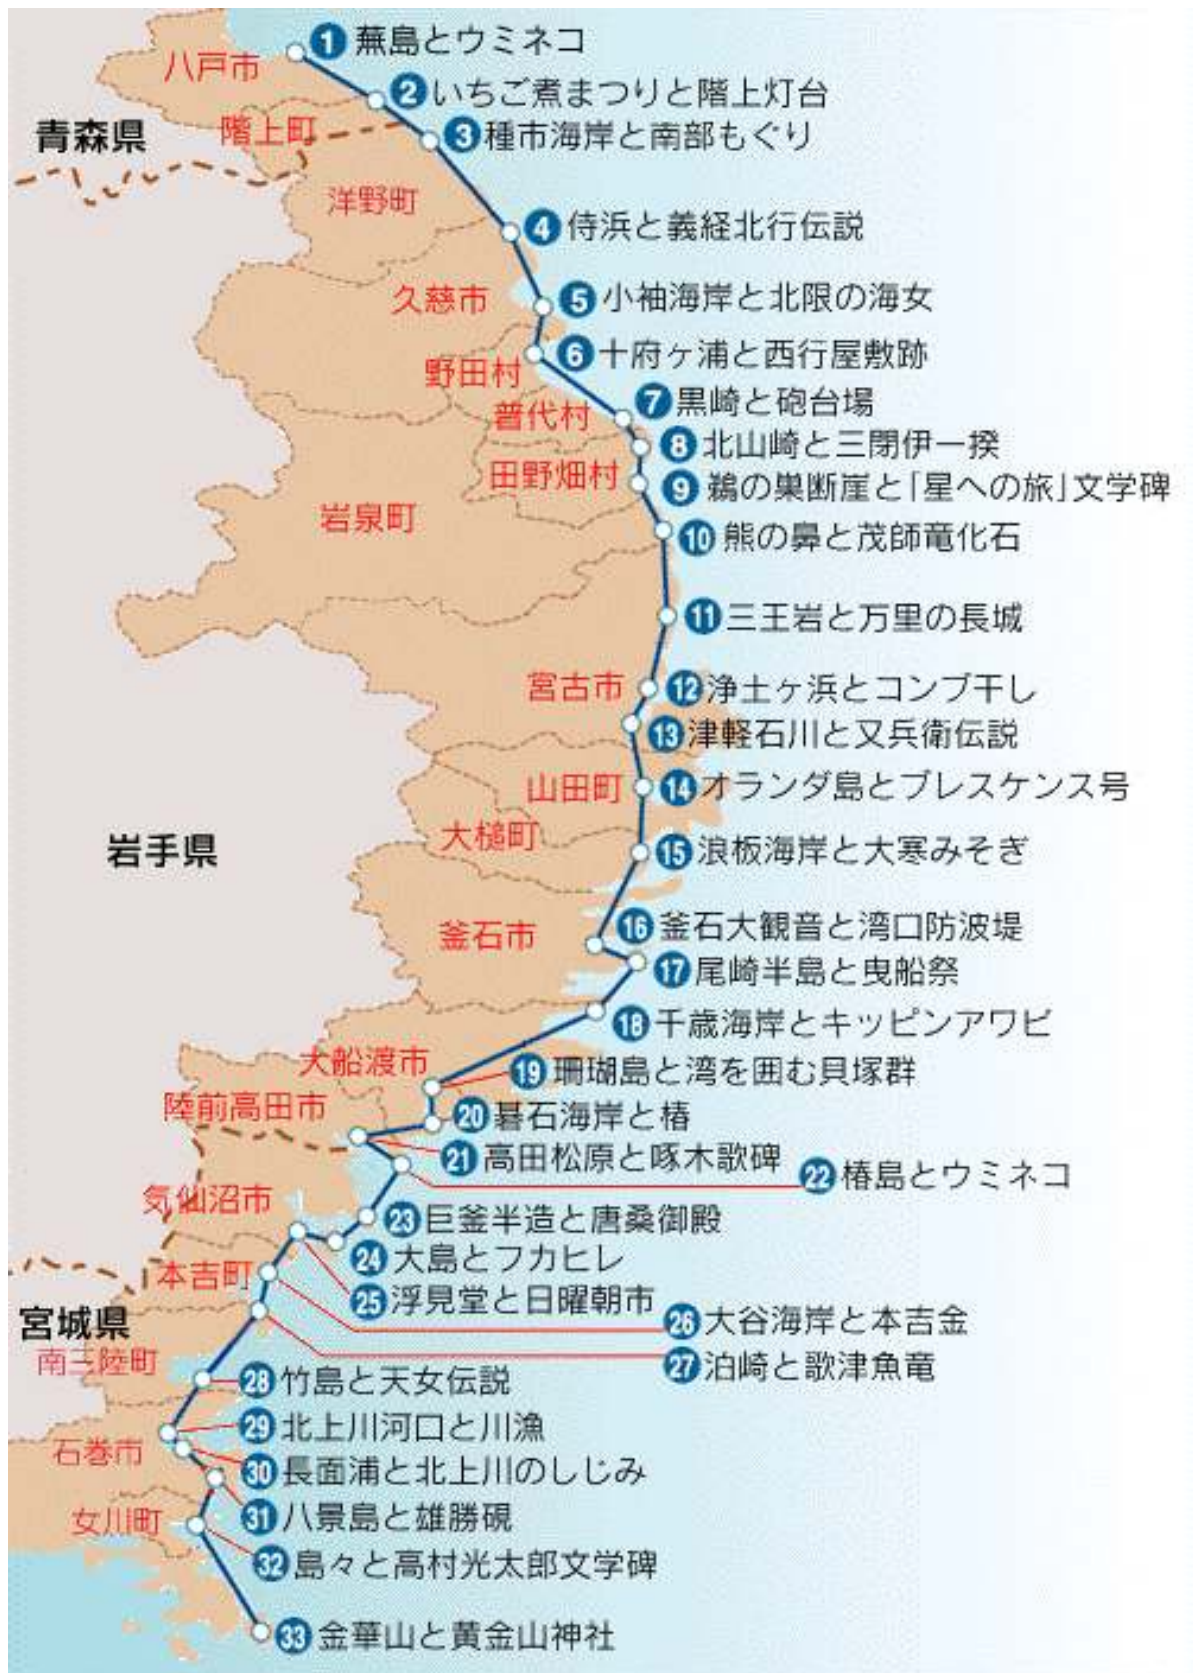 1 蕪島とウミネコ
八戸市
2 いちご煮まつりと階上灯台
階上町
青森県
3 種市海岸と南部もぐり
洋野町
4 侍浜と義経北行伝説
久慈市
5 小袖海岸と北限の海女
6 十府ヶ浦と西行屋敷跡
野田村
7 黒崎と砲台場
普代村
8 北山崎と三閉伊一揆
田野畑村
9 鵜の巣断崖と「星への旅」文学碑
岩泉町
10 熊の鼻と茂師竜化石
11 三王岩と万里の長城
宮古市
12 浄土ヶ浜とコンブ干し
13 津軽石川と又兵衛伝説
山田町
14 オランダ島とブレスケンス号
大槌町
岩手県
15 浪板海岸と大寒みそぎ
釜石市
16 釜石大観音と湾口防波堤
17 尾崎半島と曳船祭
18 千歳海岸とキッピンアワビ
大船渡市
19 珊瑚島と湾を囲む貝塚群
陸前高田市
20 碁石海岸と椿
21 高田松原と啄木歌碑
22 椿島とウミネコ
気仙沼市
23 巨釜半造と唐桑御殿
24 大島とフカヒレ
本吉町
25 浮見堂と日曜朝市
宮城県
26 大谷海岸と本吉金
南三陸町
27 泊崎と歌津魚竜
28 竹島と天女伝説
29 北上川河口と川漁
石巻市
30 長面浦と北上川のしじみ
31 八景島と雄勝硯
女川町
32 島々と高村光太郎文学碑
33 金華山と黄金山神社